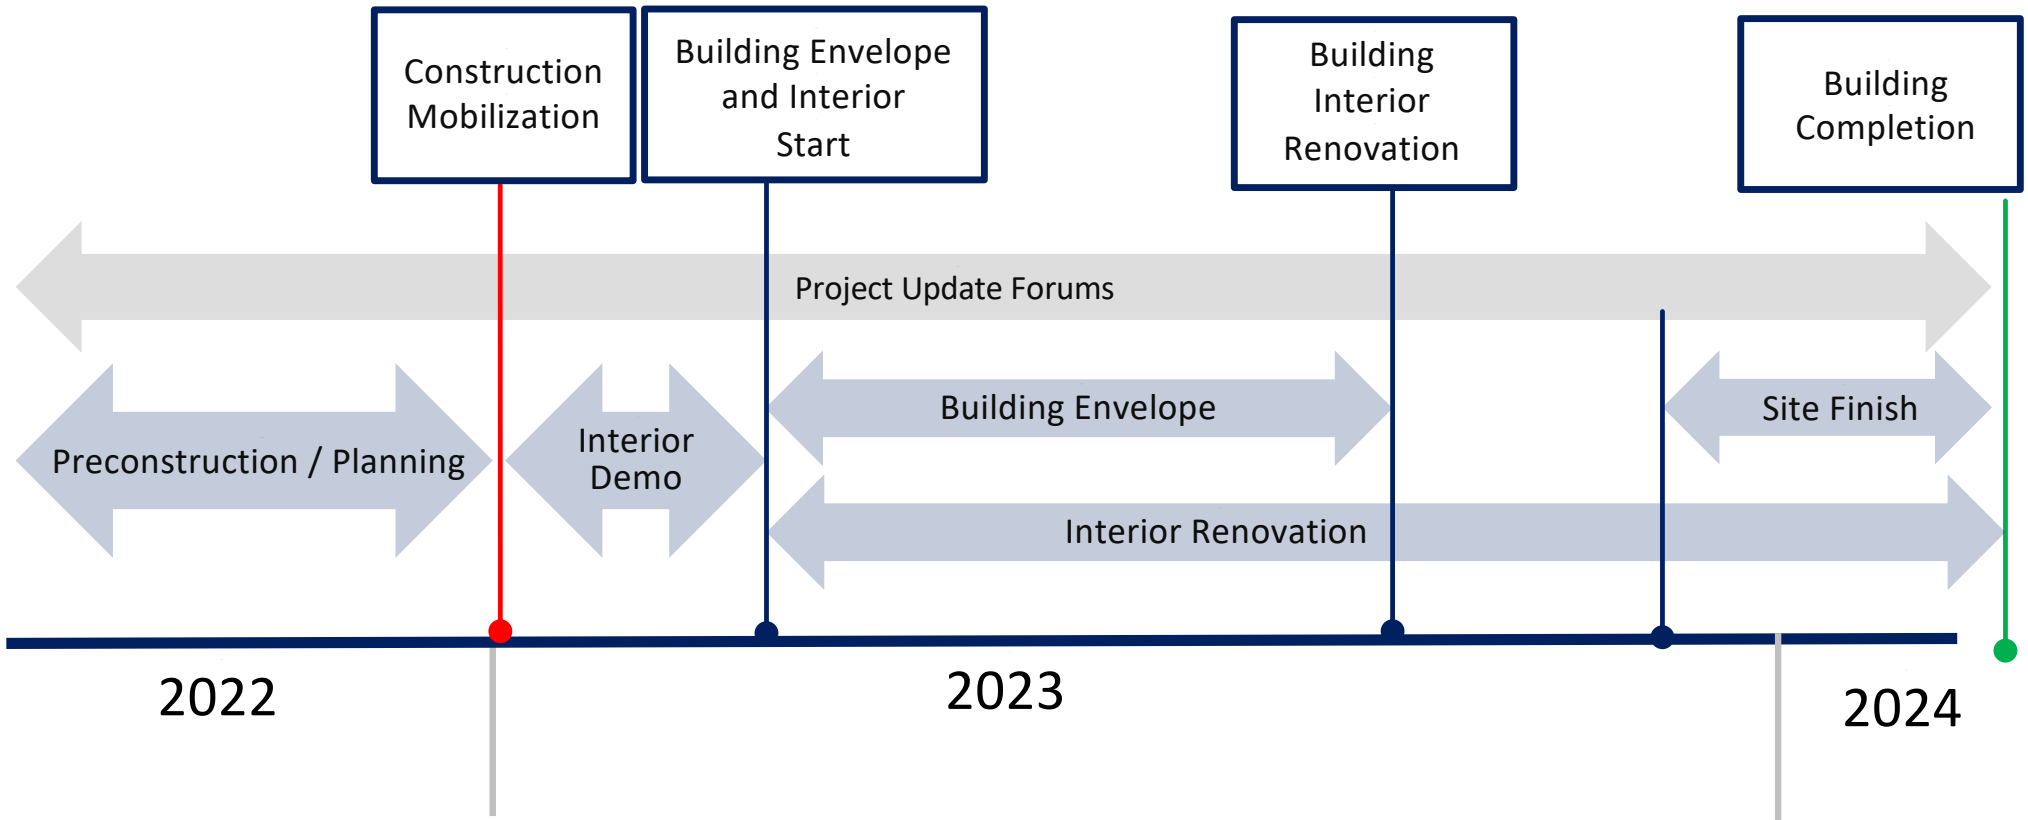 Construction
Mobilization
Building Envelope
and Interior
Start
Building
Interior
Renovation
Building
Completion
Project Update Forums
Preconstruction / Planning
Interior
Demo
Building Envelope
Site Finish
Interior Renovation
2022
2023
2024